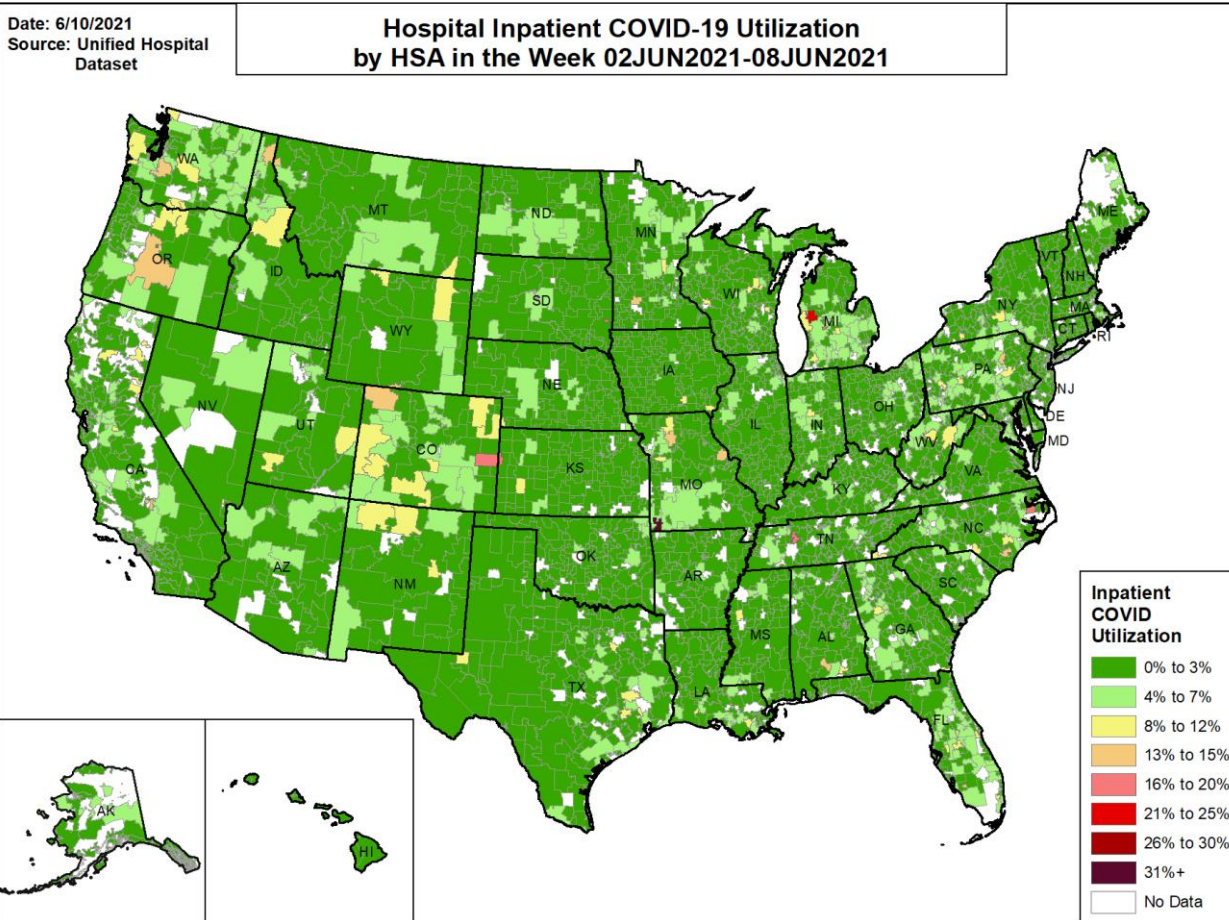 Date: 6/10/2021
Source: Unified Hospital
Dataset
Hospital Inpatient COVID-19 Utilization
by HSA in the Week 02JUN2021-08JUN2021
WA
MT
ND
MN
ME
OR
ID
WY
SD
WI
MI
VT
NH
NY
MA
CT
RI
NV
UT
CO
NE
IA
IL
IN
OH
PA
NJ
DE
MD
WV
VA
CA
KS
MO
KY
AZ
NM
OK
AR
TN
NC
SC
TX
LA
MS
AL
GA
FL
AK
HI
Inpatient
COVID
Utilization
0% to 3%
4% to 7%
8% to 12%
13% to 15%
16% to 20%
21% to 25%
26% to 30%
31%+
No Data